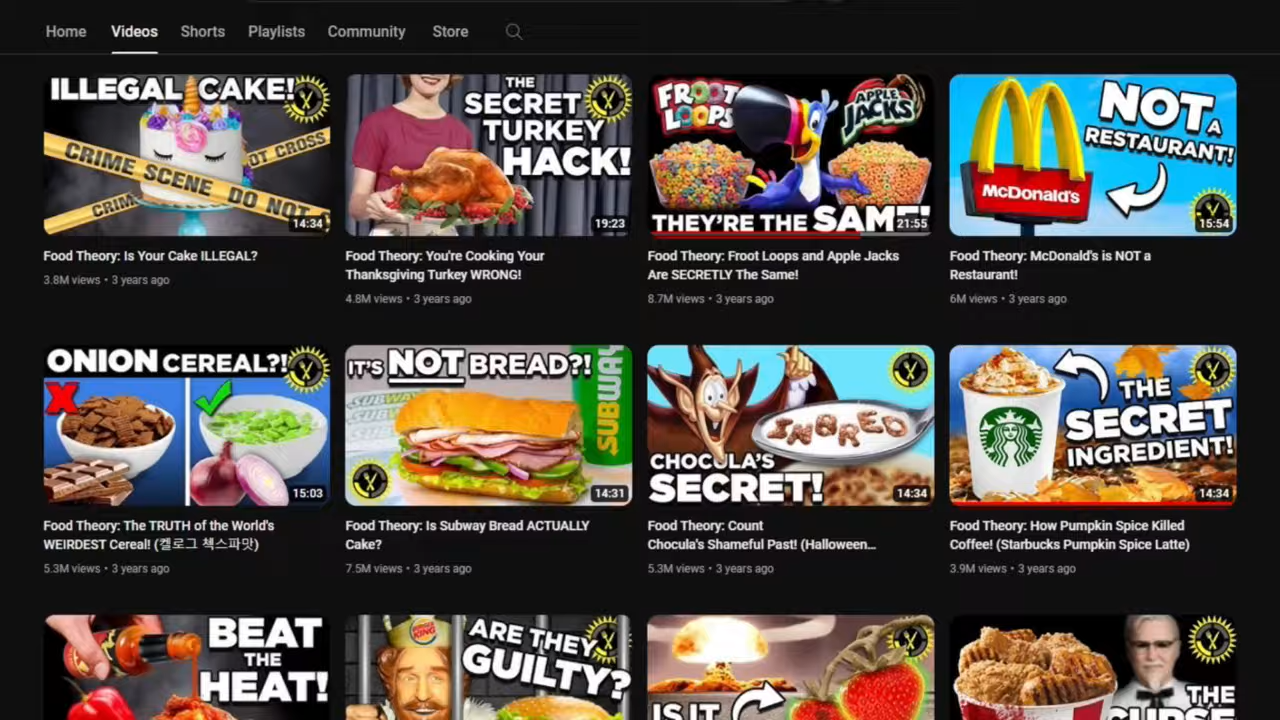 Home Videos Shorts Playlists Community Store
ILLEGAL CAKE!
CRIME SCENE DO NOT
OT CROSS
CRIM
14:34
THE
SECRET
TURKEY
HACK!
19:23
FROOT
LOOPS
APPLE
JACKS
THEY'RE THE SAME!
21:55
NOT A
RESTAURANT!
McDonald's
15:54
Food Theory: Is Your Cake ILLEGAL?
3.8M views • 3 years ago
Food Theory: You're Cooking Your
Thanksgiving Turkey WRONG!
4.8M views • 3 years ago
Food Theory: Froot Loops and Apple Jacks
Are SECRETLY The Same!
8.7M views • 3 years ago
Food Theory: McDonald's is NOT a
Restaurant!
6M views • 3 years ago
ONION CEREAL?!
15:03
IT'S NOT BREAD?!
SUBWAY
SUBWAY
14:31
INBRED
CHOCULA'S
SECRET!
14:34
THE
SECRET
INGREDIENT!
14:34
Food Theory: The TRUTH of the World's
WEIRDEST Cereal! (켈로그 첵스파맛)
5.3M views • 3 years ago
Food Theory: Is Subway Bread ACTUALLY
Cake?
7.5M views • 3 years ago
Food Theory: Count
Chocula's Shameful Past! (Halloween...
5.3M views • 3 years ago
Food Theory: How Pumpkin Spice Killed
Coffee! (Starbucks Pumpkin Spice Latte)
3.9M views • 3 years ago
BEAT
THE
HEAT!
BURGER
KING
ARE THEY
GUILTY?
IS IT
THE
CURSE